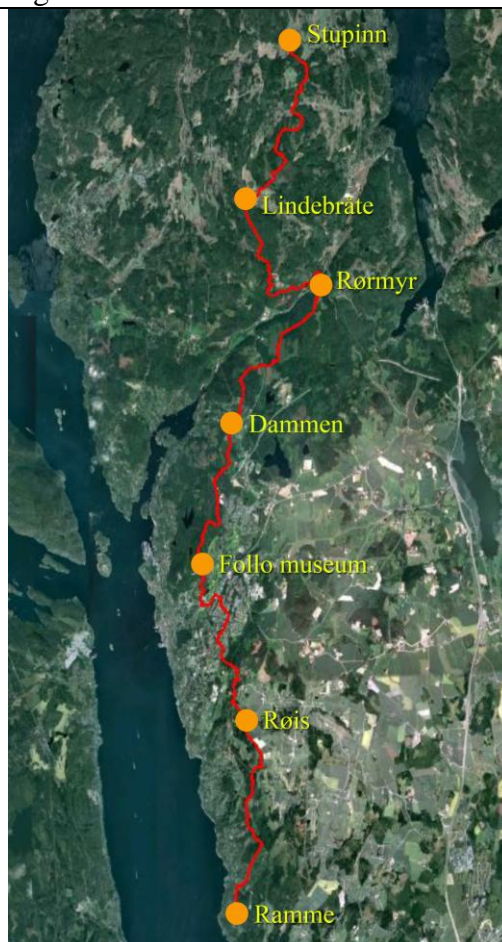 Stupinn
Lindebråte
Rørmyr
Dammen
Follo museum
Røis
Ramme